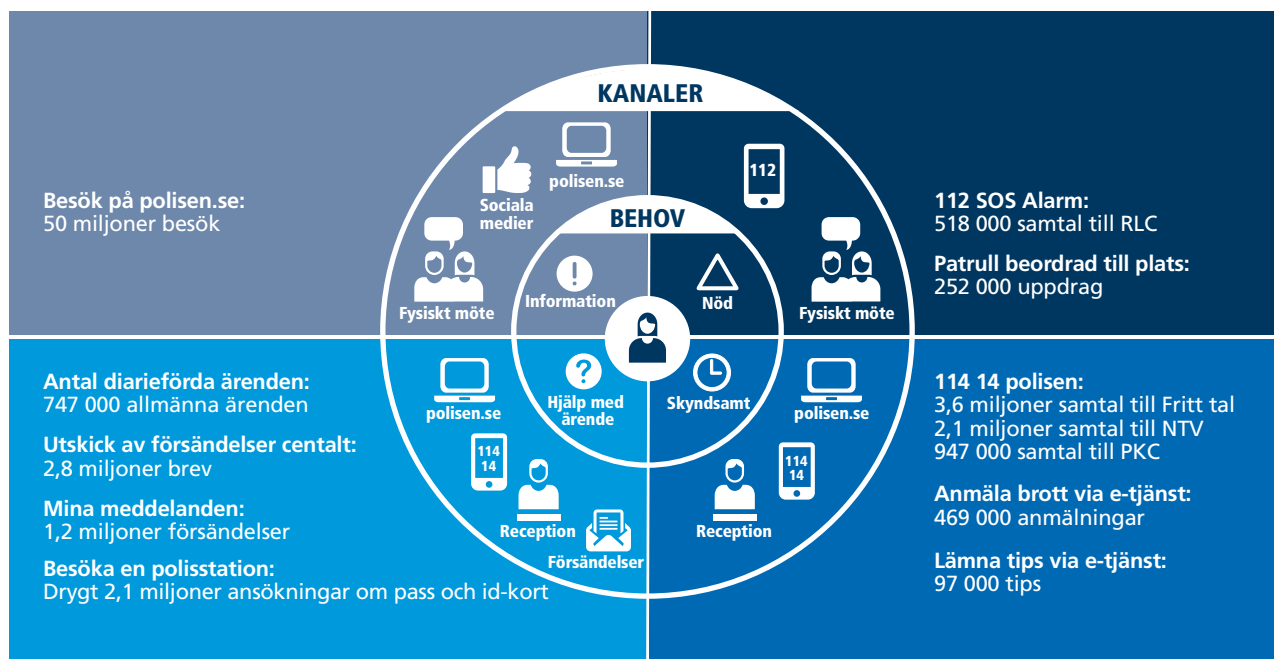 KANALER
BEHOV
Besök på polisen.se:
50 miljoner besök
polisen.se
Sociala
medier
Fysiskt möte
Information
112
Fysiskt möte
Nöd
112 SOS Alarm:
518 000 samtal till RLC
Patrull beordrad till plats:
252 000 uppdrag
Antal diarieförda ärenden:
747 000 allmänna ärenden
Utskick av försändelser centalt:
2,8 miljoner brev
Mina meddelanden:
1,2 miljoner försändelser
Besöka en polisstation:
Drygt 2,1 miljoner ansökningar om pass och id-kort
?
Hjälp med
ärende
polisen.se
114
14
Reception
Försändelser
Skyndsamt
polisen.se
114
14
Reception
114 14 polisen:
3,6 miljoner samtal till Fritt tal
2,1 miljoner samtal till NTV
947 000 samtal till PKC
Anmäla brott via e-tjänst:
469 000 anmälningar
Lämna tips via e-tjänst:
97 000 tips